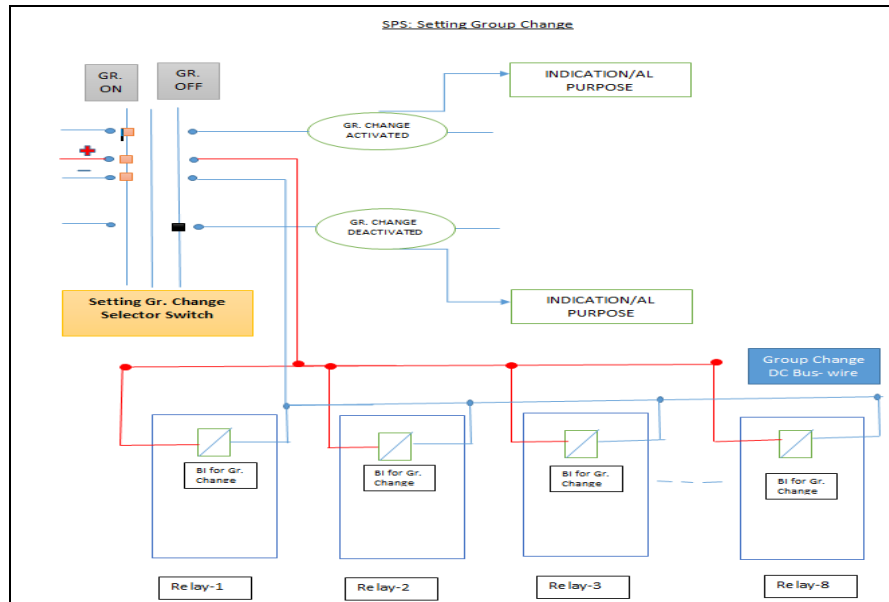 SPS: Setting Group Change
GR.
ON
GR.
OFF
INDICATION/AL
PURPOSE
GR. CHANGE
ACTIVATED
+
–
GR. CHANGE
DEACTIVATED
Setting Gr. Change
Selector Switch
INDICATION/AL
PURPOSE
Group Change
DC Bus- wire
BI for Gr.
Change
BI for Gr.
Change
BI for Gr.
Change
BI for Gr.
Change
Relay-1
Relay-2
Relay-3
Relay-8